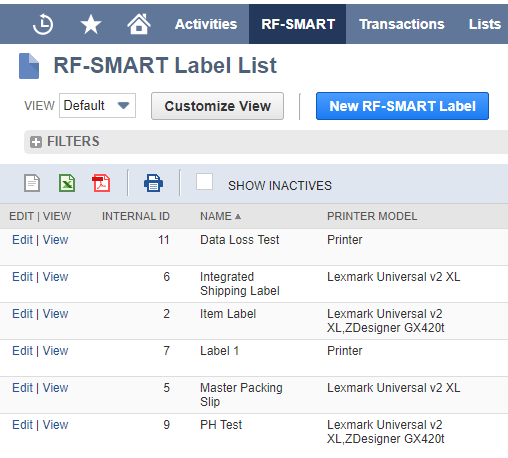 Activities RF-SMART Transactions Lists
RF-SMART Label List
VIEW Default Customize View New RF-SMART Label
FILTERS
SHOW INACTIVES
EDIT | VIEW INTERNAL ID NAME PRINTER MODEL
Edit | View 11 Data Loss Test Printer
Edit | View 6 Integrated Lexmark Universal v2 XL
Shipping Label
Edit | View 2 Item Label Lexmark Universal v2
XL,ZDesigner GX420t
Edit | View 7 Label 1 Printer
Edit | View 5 Master Packing Lexmark Universal v2 XL
Slip
Edit | View 9 PH Test Lexmark Universal v2
XL,ZDesigner GX420t